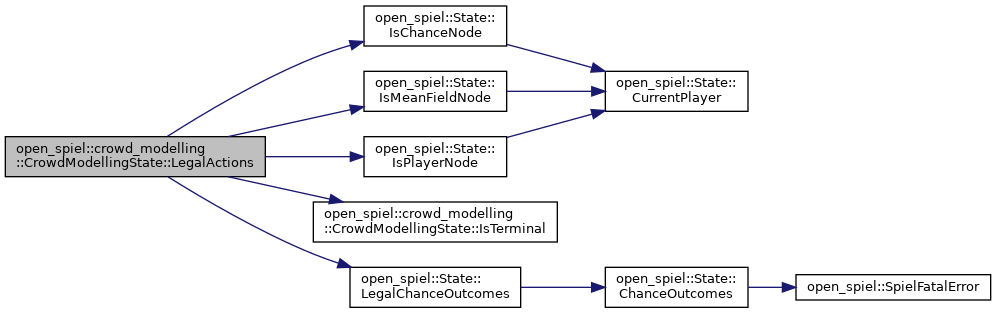 open_spiel::State::
IsChanceNode
open_spiel::State::
IsMeanFieldNode
open_spiel::State::
CurrentPlayer
open_spiel::crowd_modelling
::CrowdModellingState::LegalActions
open_spiel::State::
IsPlayerNode
open_spiel::crowd_modelling
::CrowdModellingState::IsTerminal
open_spiel::State::
LegalChanceOutcomes
open_spiel::State::
ChanceOutcomes
open_spiel::SpielFatalError